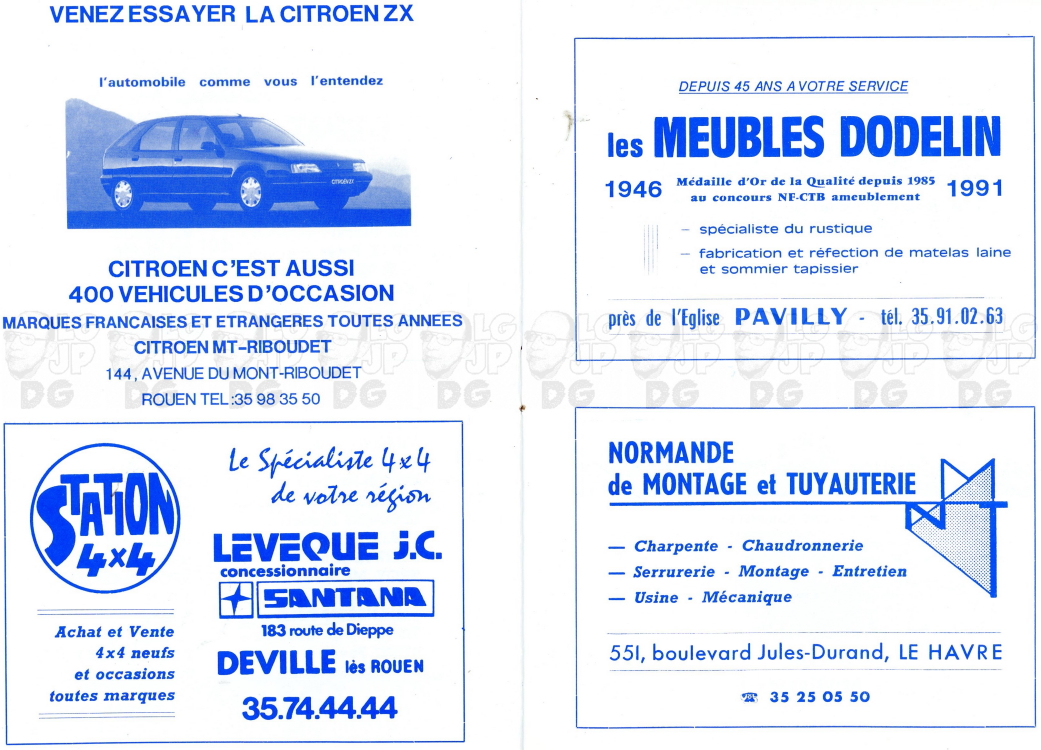 VENEZ ESSAYER LA CITROEN ZX
l'automobile comme vous l'entendez
CITROEN ZX
CITROEN C'EST AUSSI
400 VEHICULES D'OCCASION
MARQUES FRANCAISES ET ETRANGERES TOUTES ANNEES
CITROEN MT-RIBOUDET
144, AVENUE DU MONT-RIBOUDET
ROUEN TEL:35 98 35 50
STATION
4x4
Achat et Vente
4x4 neufs
et occasions
toutes marques
Le Spécialiste 4x4
de votre région
LEVEQUE J.C.
concessionnaire
SANTANA
183 route de Dieppe
DEVILLE lès ROUEN
35.74.44.44
DEPUIS 45 ANS A VOTRE SERVICE
les MEUBLES DODELIN
1946 Médaille d'Or de la Qualité depuis 1985 1991
au concours NF-CTB ameublement
– spécialiste du rustique
– fabrication et réfection de matelas laine
et sommier tapissier
près de l'Eglise PAVILLY - tél. 35.91.02.63
NORMANDE
de MONTAGE et TUYAUTERIE
NMT
— Charpente - Chaudronnerie
— Serrurerie - Montage - Entretien
— Usine - Mécanique
551, boulevard Jules-Durand, LE HAVRE
☎ 35 25 05 50
LG JP DG